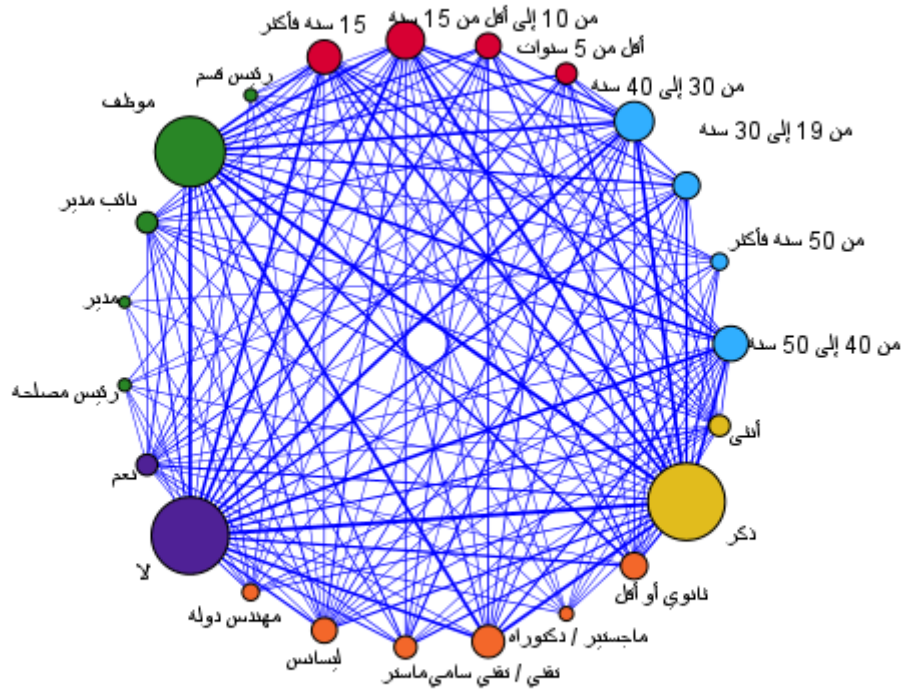 من 10 إلى أقل من 15 سنة
15 سنة فأكثر
أقل من 5 سنوات
رئيس قسم
من 30 إلى 40 سنة
موظف
من 19 إلى 30 سنة
نائب مدير
من 50 سنة فأكثر
مدير
من 40 إلى 50 سنة
رئيس مصلحة
أنثى
نعم
ذكر
لا
ثانوي أو أقل
مهندس دولة
ماجستير / دكتوراه
ليسانس
تقني / تقني سامي ماستر